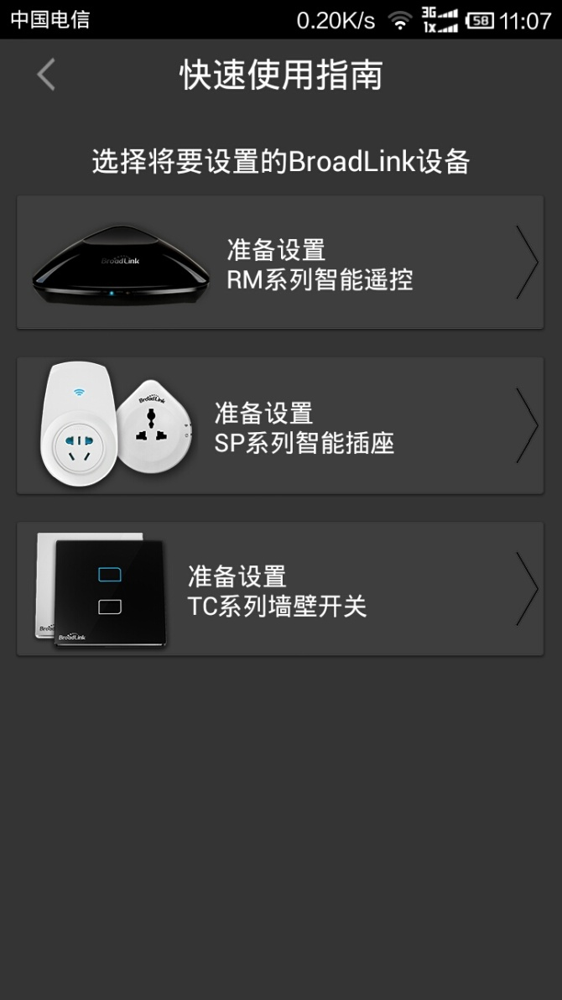 中国电信 0.20K/s 3G 1x 58 11:07
快速使用指南
选择将要设置的BroadLink设备
BroadLink
准备设置
RM系列智能遥控
BroadLink
准备设置
SP系列智能插座
准备设置
TC系列墙壁开关
BroadLink